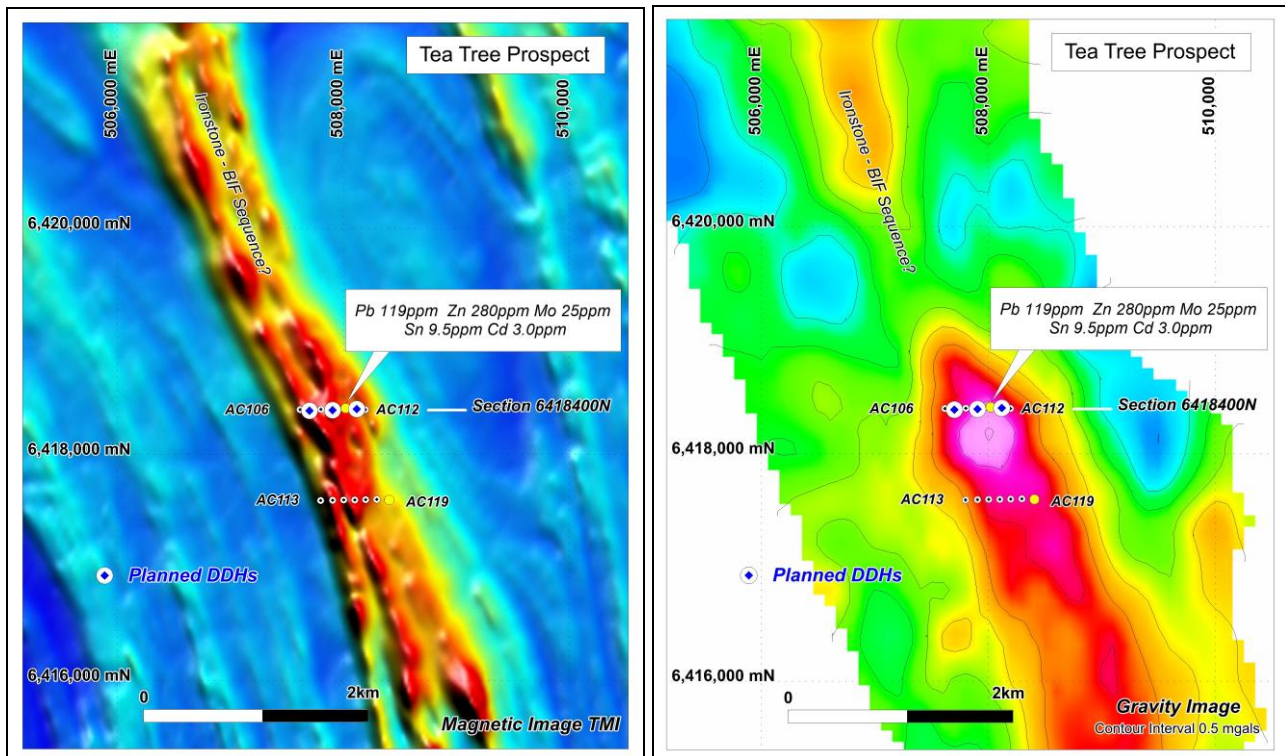 Tea Tree Prospect
506,000 mE
508,000 mE
510,000
Ironstone - BIF Sequence?
6,420,000 mN
Pb 119ppm Zn 280ppm Mo 25ppm
Sn 9.5ppm Cd 3.0ppm
AC106
AC112
Section 6418400N
6,418,000 mN
AC113
AC119
Planned DDHs
6,416,000 mN
0
2km
Magnetic Image TMI
Tea Tree Prospect
506,000 mE
508,000 mE
510,000
Ironstone - BIF Sequence?
6,420,000 mN
Pb 119ppm Zn 280ppm Mo 25ppm
Sn 9.5ppm Cd 3.0ppm
AC106
AC112
Section 6418400N
6,418,000 mN
AC113
AC119
Planned DDHs
6,416,000 mN
0
2km
Gravity Image
Contour Interval 0.5 mgals